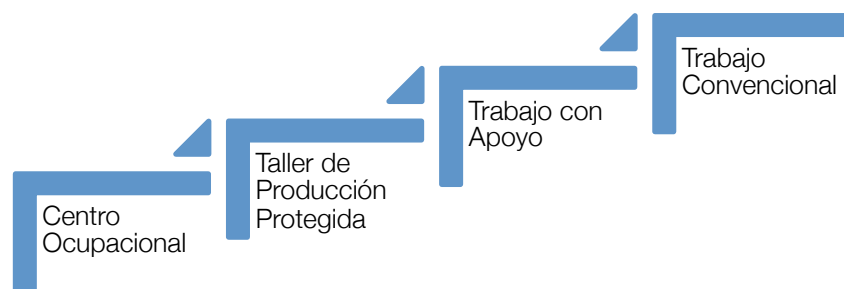 Centro
Ocupacional
Taller de
Producción
Protegida
Trabajo con
Apoyo
Trabajo
Convencional